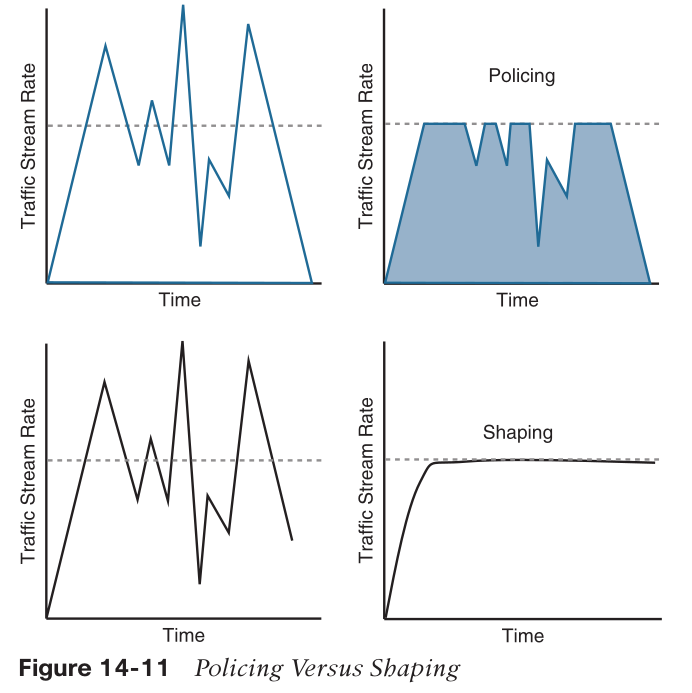 Traffic Stream Rate
Time
Policing
Traffic Stream Rate
Time
Traffic Stream Rate
Time
Shaping
Traffic Stream Rate
Time
Figure 14-11 Policing Versus Shaping